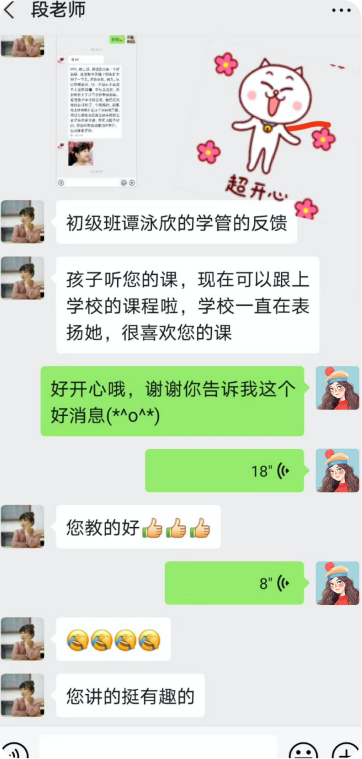 段老师
超开心
初级班谭泳欣的学管的反馈
孩子听您的课，现在可以跟上
学校的课程啦，学校一直在表
扬她，很喜欢您的课
好开心哦，谢谢你告诉我这个
好消息(*^o^*)
18"
您教的好👍👍👍
8"
🤣🤣🤣🤣
您讲的挺有趣的